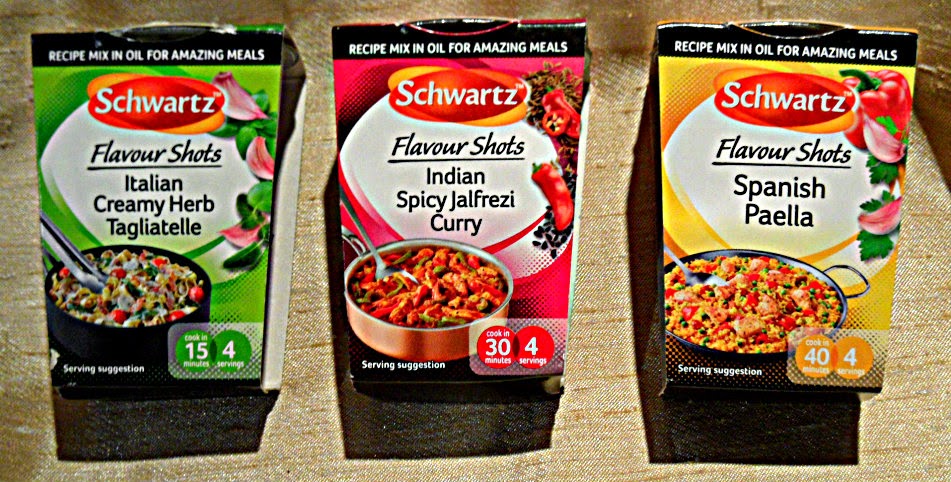 RECIPE MIX IN OIL FOR AMAZING MEALS
Schwartz™
Flavour Shots
Italian
Creamy Herb
Tagliatelle
cook in
15
minutes
4
servings
Serving suggestion
RECIPE MIX IN OIL FOR AMAZING MEALS
Schwartz™
Flavour Shots
Indian
Spicy Jalfrezi
Curry
cook in
30
minutes
4
servings
Serving suggestion
RECIPE MIX IN OIL FOR AMAZING MEALS
Schwartz™
Flavour Shots
Spanish
Paella
cook in
40
minutes
4
servings
Serving suggestion